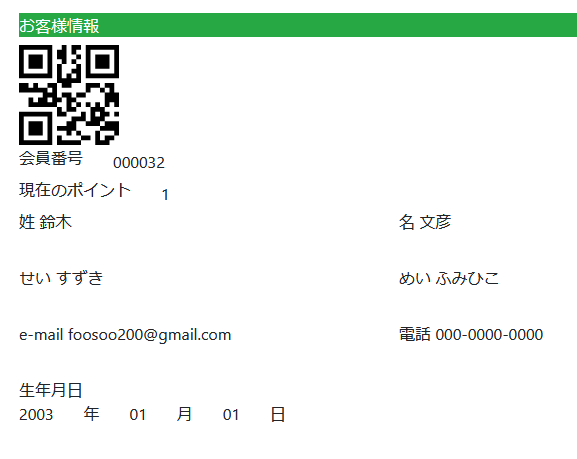 お客様情報
会員番号 000032
現在のポイント 1
姓 鈴木 名 文彦
せい すずき めい ふみひこ
e-mail foosoo200@gmail.com 電話 000-0000-0000
生年月日
2003 年 01 月 01 日